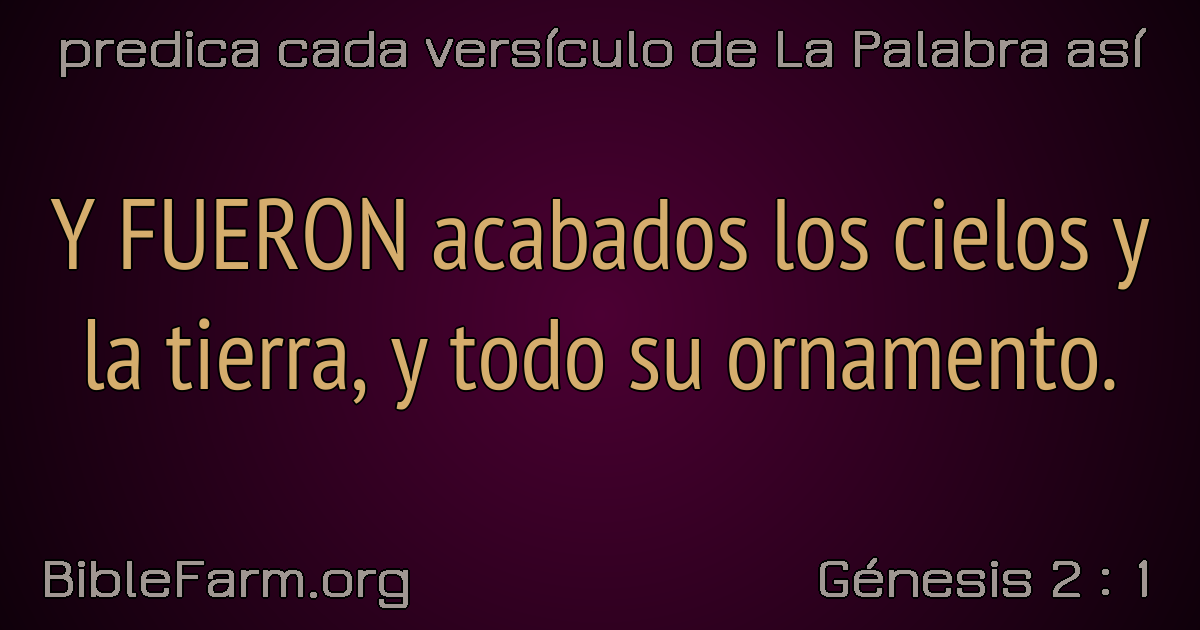 predica cada versículo de La Palabra así
Y FUERON acabados los cielos y
la tierra, y todo su ornamento.
BibleFarm.org
Génesis 2 : 1